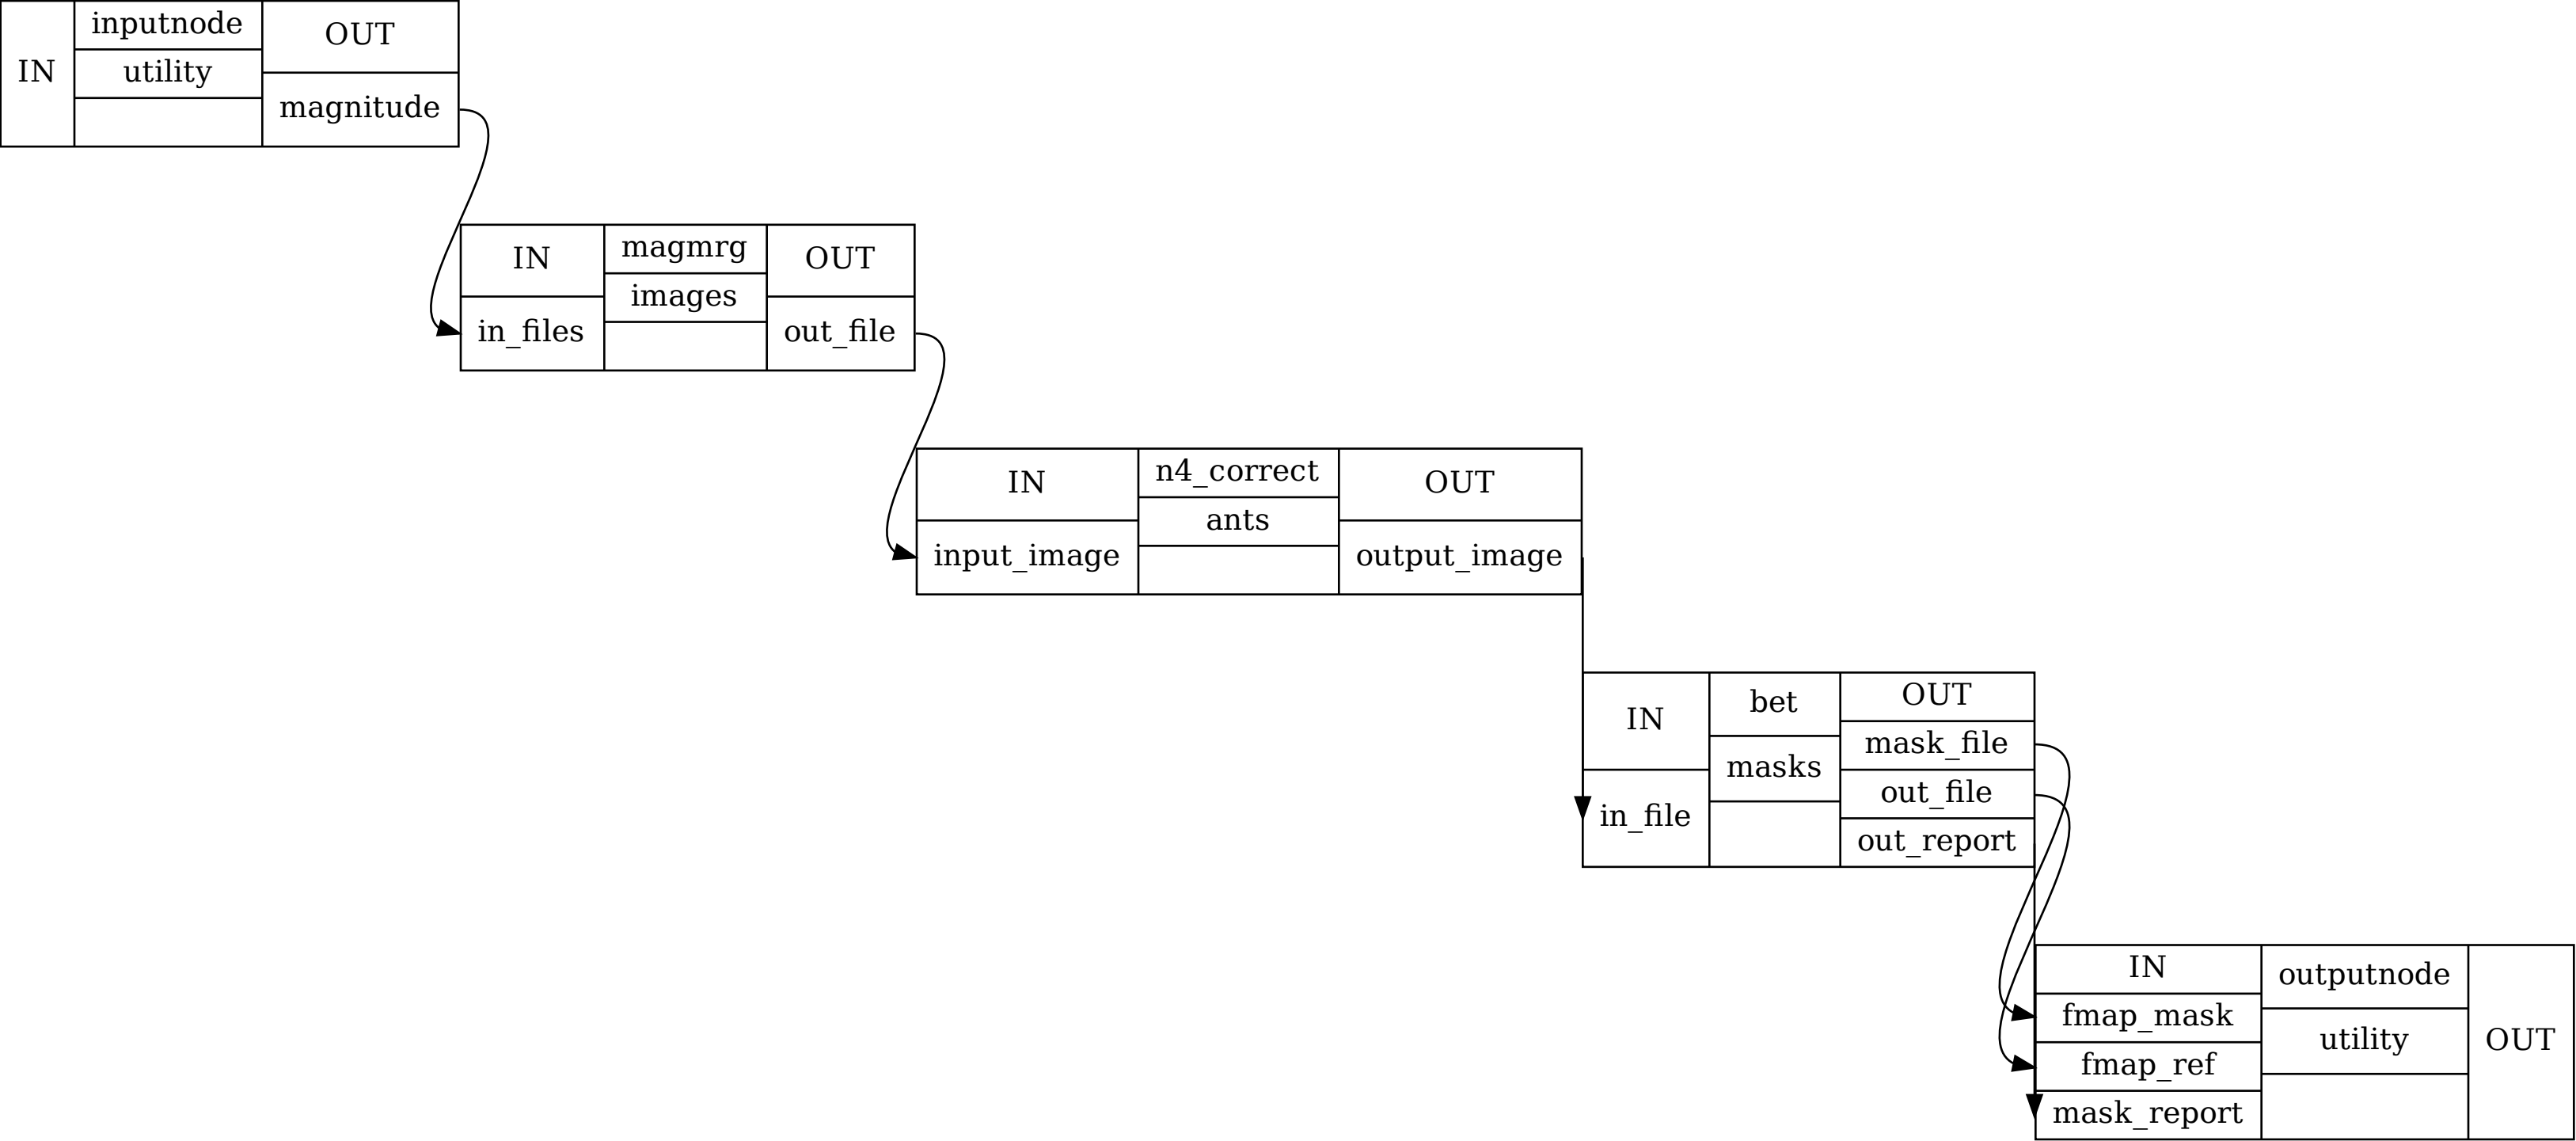 IN
inputnode
utility
OUT
magnitude
IN
in_files
magmrg
images
OUT
out_file
IN
input_image
n4_correct
ants
OUT
output_image
IN
in_file
bet
masks
OUT
mask_file
out_file
out_report
IN
fmap_mask
fmap_ref
mask_report
outputnode
utility
OUT